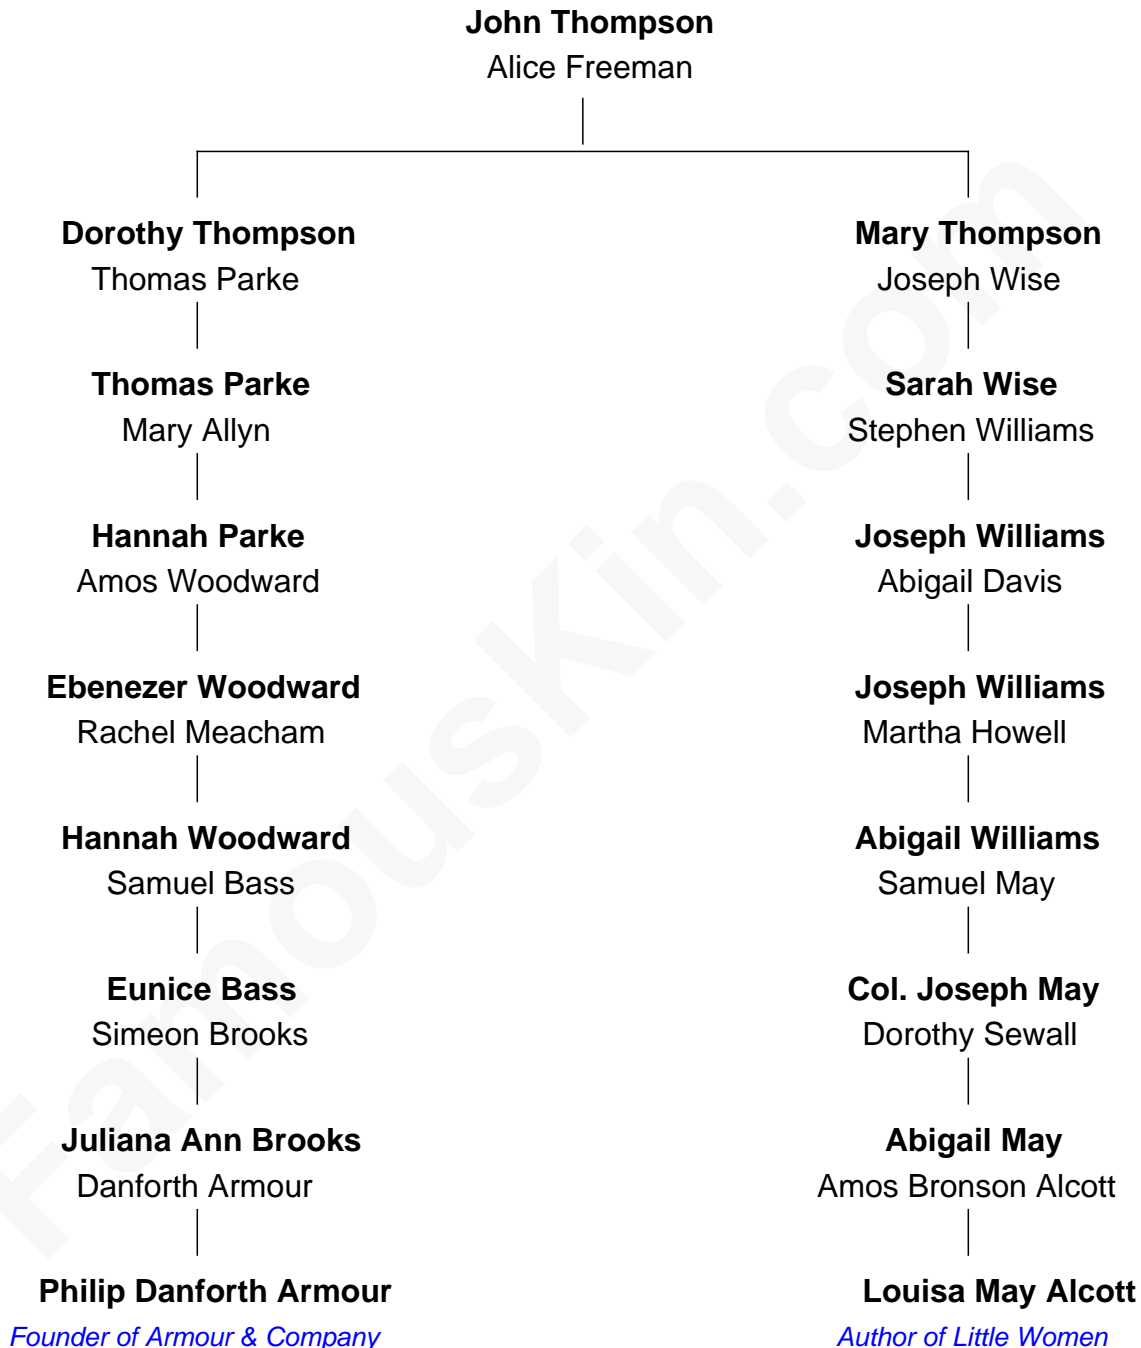 John Thompson
Alice Freeman
Dorothy Thompson
Thomas Parke
Thomas Parke
Mary Allyn
Hannah Parke
Amos Woodward
Ebenezer Woodward
Rachel Meacham
Hannah Woodward
Samuel Bass
Eunice Bass
Simeon Brooks
Juliana Ann Brooks
Danforth Armour
Philip Danforth Armour
Founder of Armour & Company
Mary Thompson
Joseph Wise
Sarah Wise
Stephen Williams
Joseph Williams
Abigail Davis
Joseph Williams
Martha Howell
Abigail Williams
Samuel May
Col. Joseph May
Dorothy Sewall
Abigail May
Amos Bronson Alcott
Louisa May Alcott
Author of Little Women
FamousKin.com